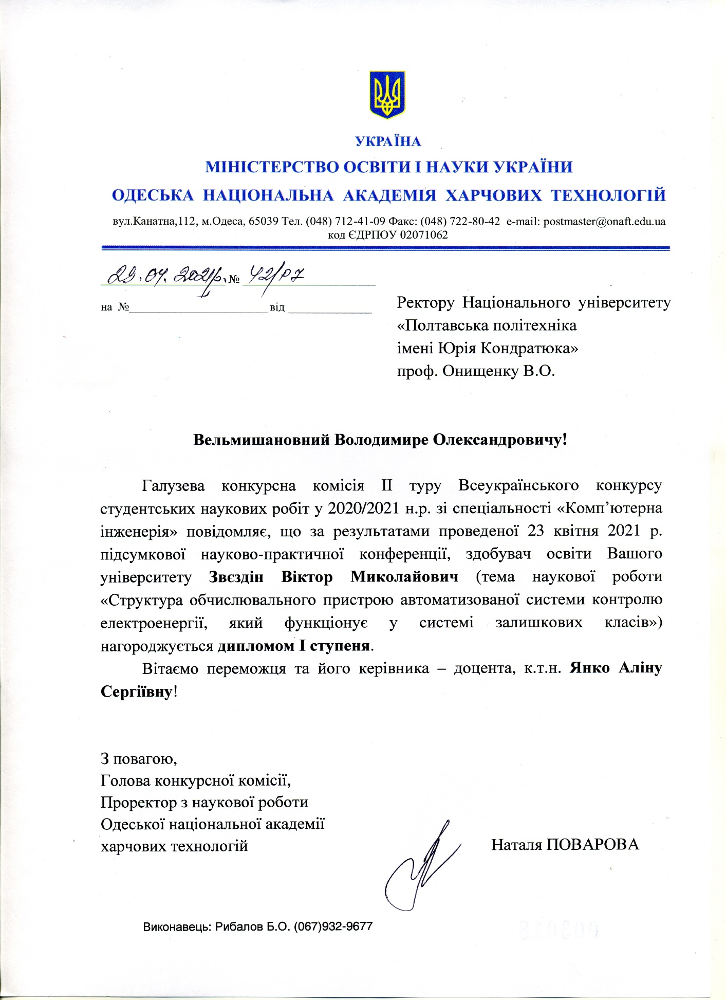 УКРАЇНА
МІНІСТЕРСТВО ОСВІТИ І НАУКИ УКРАЇНИ
ОДЕСЬКА НАЦІОНАЛЬНА АКАДЕМІЯ ХАРЧОВИХ ТЕХНОЛОГІЙ
вул.Канатна,112, м.Одеса, 65039 Тел. (048) 712-41-09 Факс: (048) 722-80-42 e-mail: postmaster@onaft.edu.ua
код ЄДРПОУ 02071062
29.04. 2021р. №
на №____________ від ____________
Ректору Національного університету
«Полтавська політехніка
імені Юрія Кондратюка»
проф. Онищенку В.О.
Вельмишановний Володимире Олександровичу!
Галузева конкурсна комісія ІІ туру Всеукраїнського конкурсу
студентських наукових робіт у 2020/2021 н.р. зі спеціальності «Комп’ютерна
інженерія» повідомляє, що за результатами проведеної 23 квітня 2021 р.
підсумкової науково-практичної конференції, здобувач освіти Вашого
університету Звєздін Віктор Миколайович (тема наукової роботи
«Структура обчислювального пристрою автоматизованої системи контролю
електроенергії, який функціонує у системі залишкових класів»)
нагороджується дипломом І ступеня.
Вітаємо переможця та його керівника – доцента, к.т.н. Янко Аліну
Сергіївну!
З повагою,
Голова конкурсної комісії,
Проректор з наукової роботи
Одеської національної академії
харчових технологій Наталя ПОВАРОВА
Виконавець: Рибалов Б.О. (067)932-9677